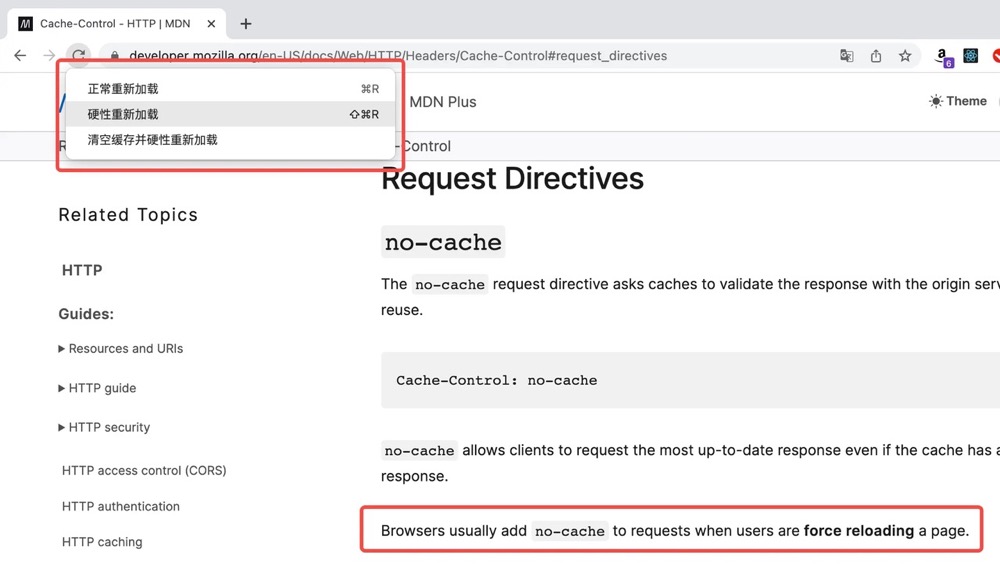 Cache-Control - HTTP | MDN
developer.mozilla.org/en-US/docs/Web/HTTP/Headers/Cache-Control#request_directives
6
正常重新加载 ⌘R
硬性重新加载 ⇧⌘R
清空缓存并硬性重新加载
MDN Plus
Theme
-Control
Request Directives
Related Topics
no-cache
HTTP
The no-cache request directive asks caches to validate the response with the origin
reuse.
Guides:
Resources and URIs
Cache-Control: no-cache
HTTP guide
HTTP security
no-cache allows clients to request the most up-to-date response even if the cache has a
response.
HTTP access control (CORS)
HTTP authentication
Browsers usually add no-cache to requests when users are force reloading a page.
HTTP caching